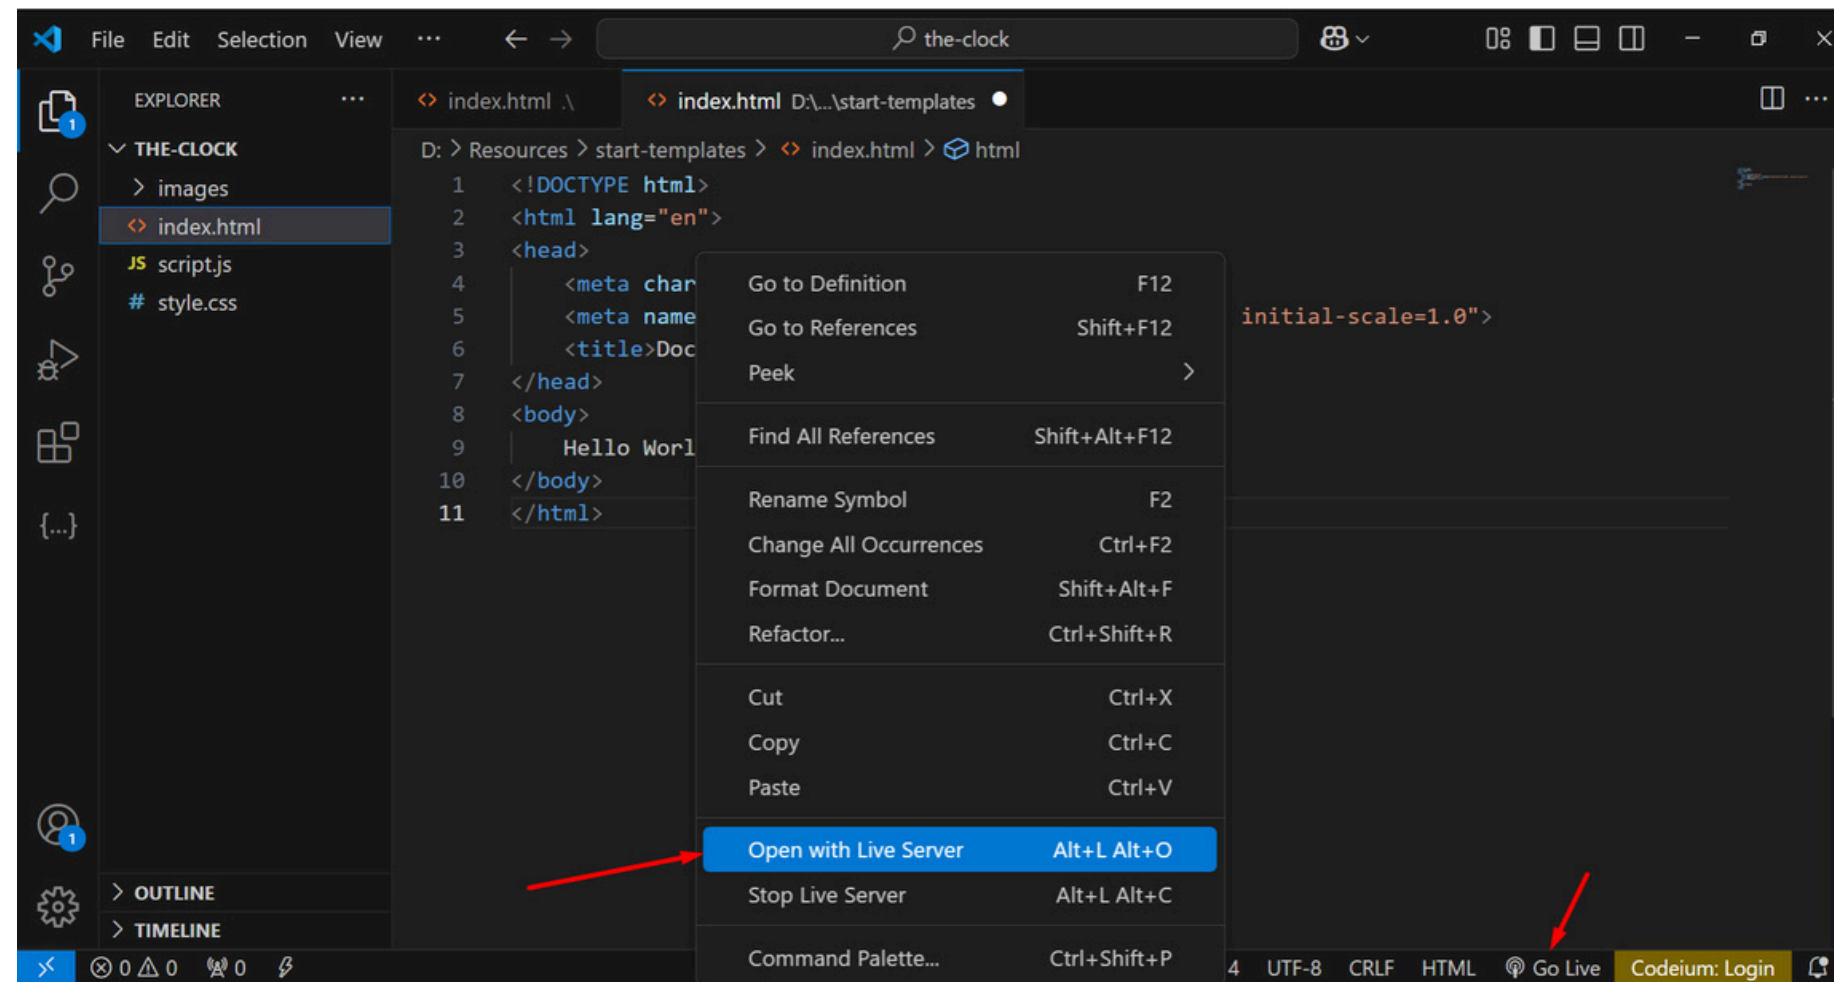 File Edit Selection View ··· the-clock
EXPLORER ···
1
THE-CLOCK
images
index.html
JS script.js
# style.css
OUTLINE
TIMELINE
1
index.html .\ index.html D:\...\start-templates
D: > Resources > start-templates > index.html > html
1 <!DOCTYPE html>
2 <html lang="en">
3 <head>
4 <meta char
5 <meta name initial-scale=1.0">
6 <title>Doc
7 </head>
8 <body>
9 Hello Worl
10 </body>
11 </html>
{...}
Go to Definition F12
Go to References Shift+F12
Peek
Find All References Shift+Alt+F12
Rename Symbol F2
Change All Occurrences Ctrl+F2
Format Document Shift+Alt+F
Refactor... Ctrl+Shift+R
Cut Ctrl+X
Copy Ctrl+C
Paste Ctrl+V
Open with Live Server Alt+L Alt+O
Stop Live Server Alt+L Alt+C
Command Palette... Ctrl+Shift+P
0 0 0 4 UTF-8 CRLF HTML Go Live Codeium: Login